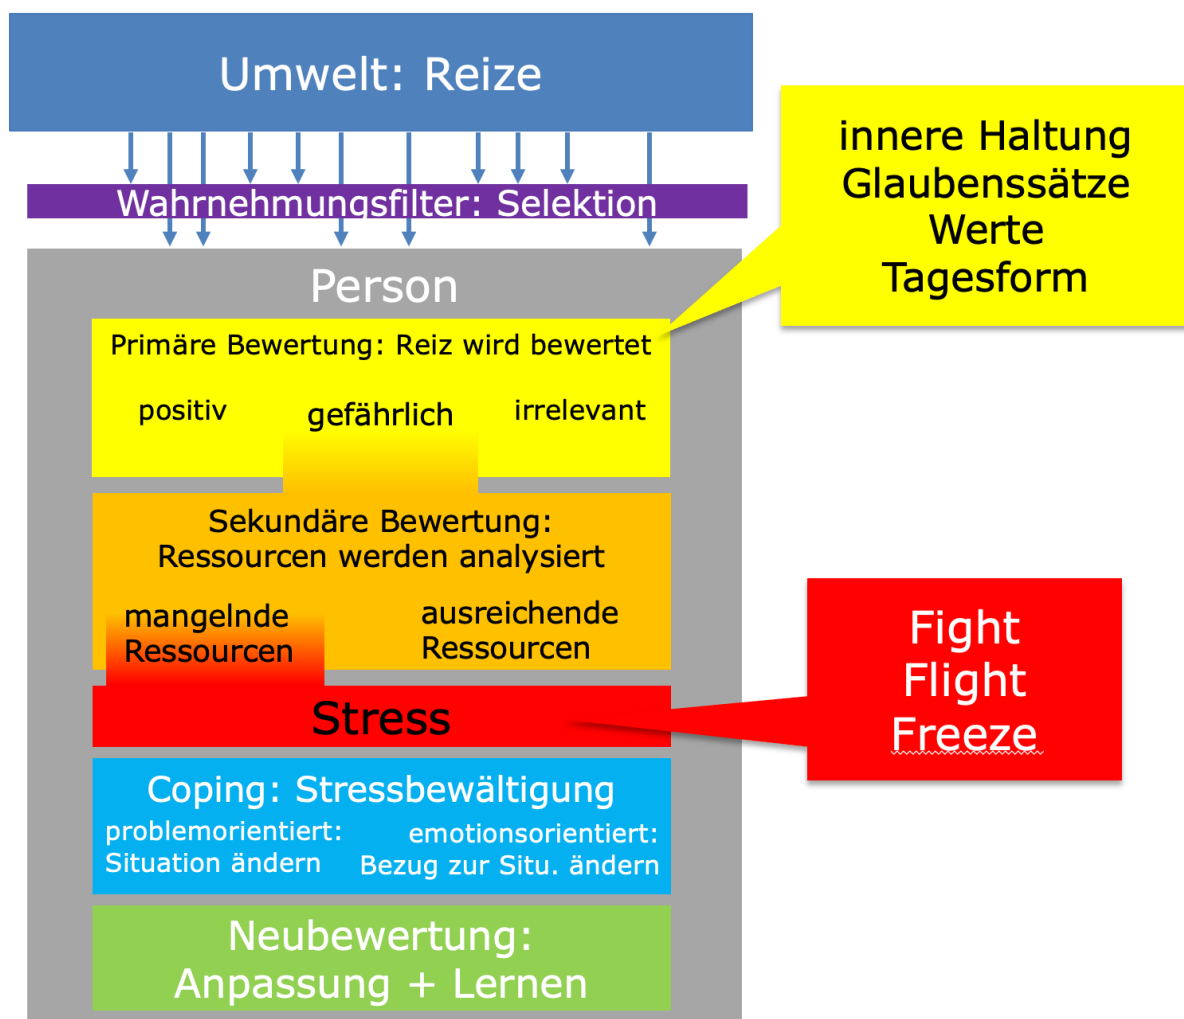 Umwelt: Reize
Wahrnehmungsfilter: Selektion
innere Haltung
Glaubenssätze
Werte
Tagesform
Person
Primäre Bewertung: Reiz wird bewertet
positiv
gefährlich
irrelevant
Sekundäre Bewertung:
Ressourcen werden analysiert
mangelnde
Ressourcen
ausreichende
Ressourcen
Stress
Fight
Flight
Freeze
Coping: Stressbewältigung
problemorientiert:
Situation ändern
emotionsorientiert:
Bezug zur Situ. ändern
Neubewertung:
Anpassung + Lernen